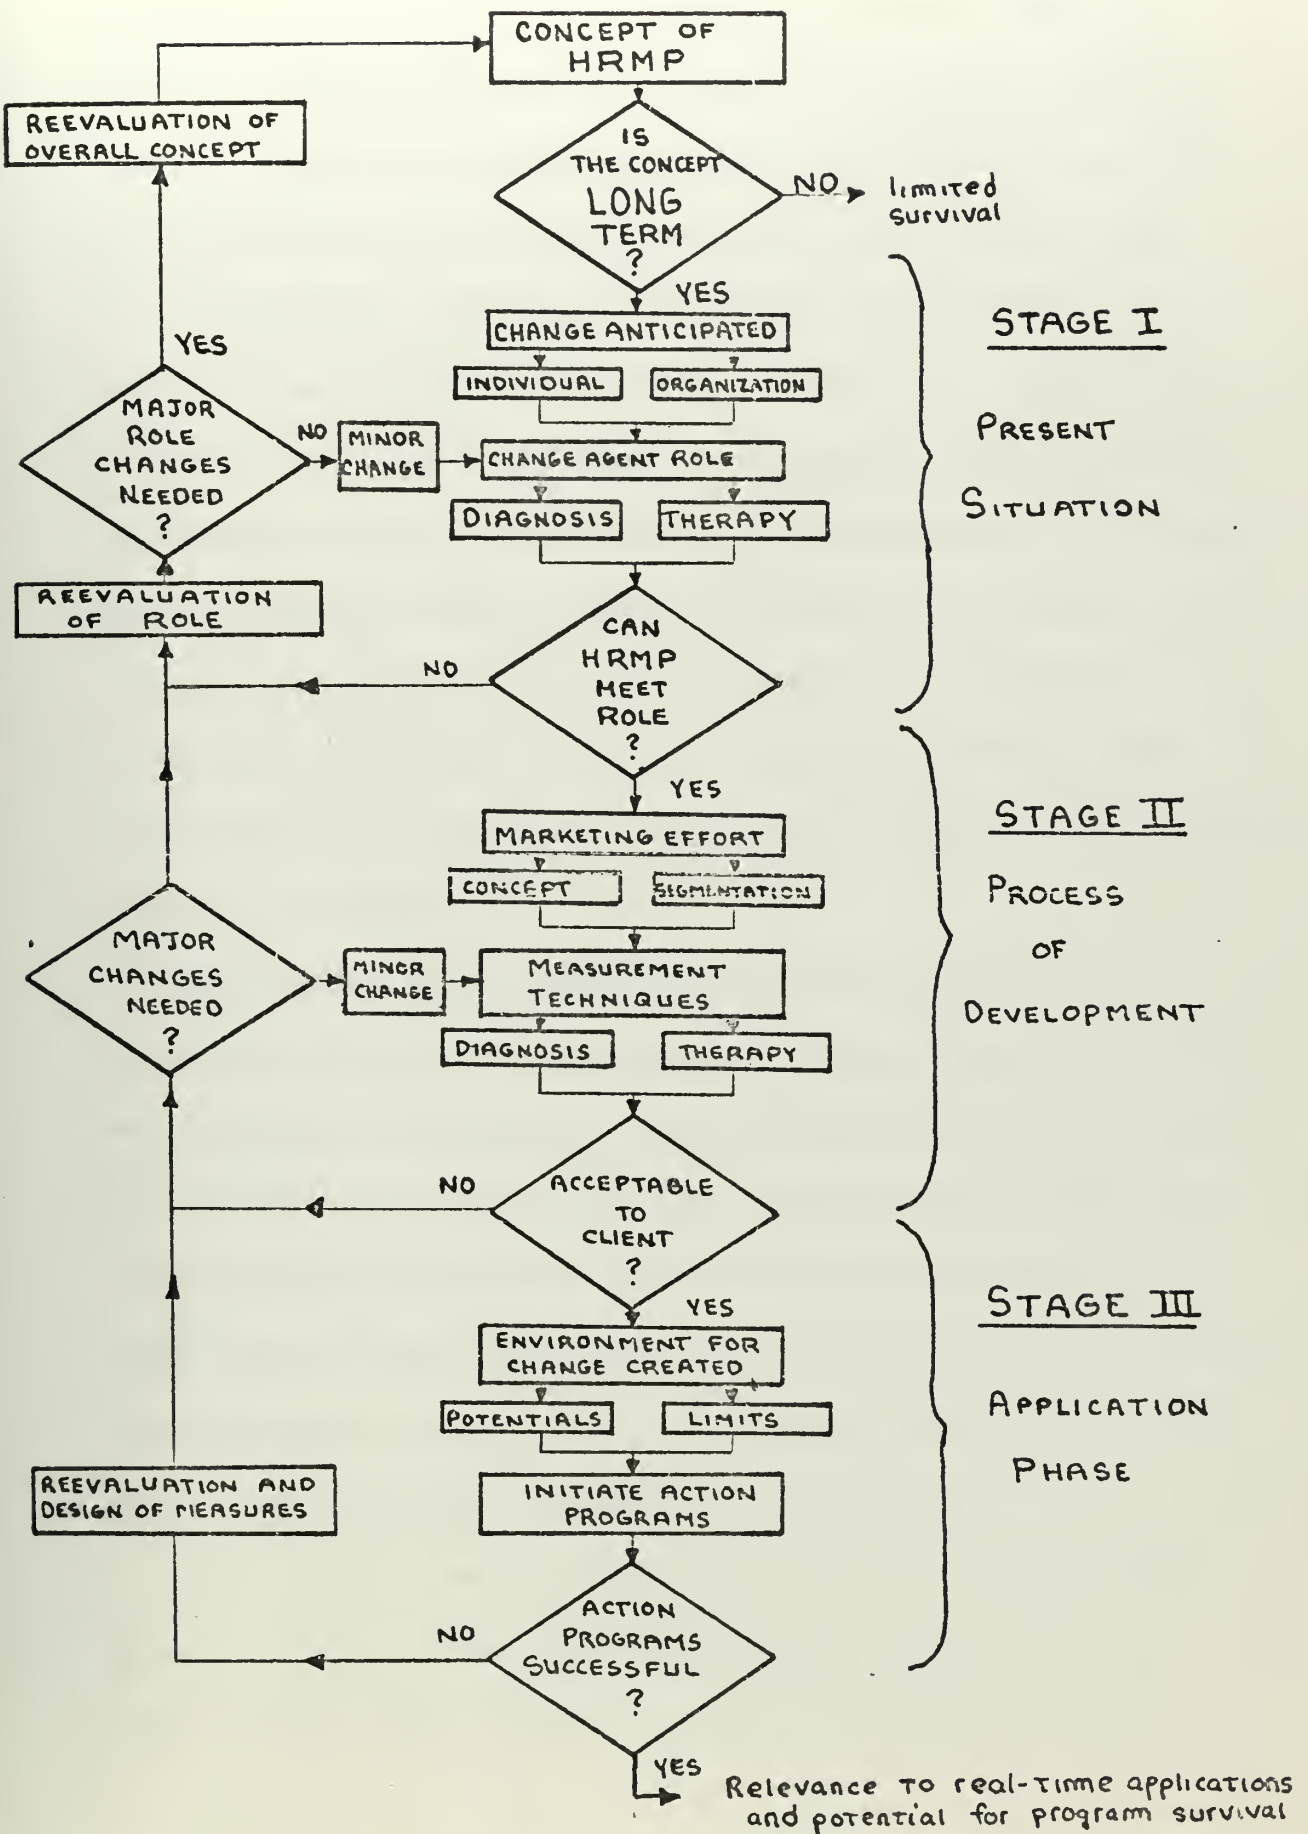 CONCEPT OF
HRMP
REEVALUATION OF
OVERALL CONCEPT
IS
THE CONCEPT
LONG
TERM
?
NO
limited
survival
YES
CHANGE ANTICIPATED
INDIVIDUAL
ORGANIZATION
STAGE I
PRESENT
SITUATION
YES
MAJOR
ROLE
CHANGES
NEEDED
?
NO
MINOR
CHANGE
CHANGE AGENT ROLE
DIAGNOSIS
THERAPY
REEVALUATION
OF ROLE
CAN
HRMP
MEET
ROLE
?
NO
YES
MARKETING EFFORT
CONCEPT
SEGMENTATION
STAGE II
PROCESS
OF
DEVELOPMENT
MAJOR
CHANGES
NEEDED
?
MINOR
CHANGE
MEASUREMENT
TECHNIQUES
DIAGNOSIS
THERAPY
ACCEPTABLE
TO
CLIENT
?
NO
YES
ENVIRONMENT FOR
CHANGE CREATED
POTENTIALS
LIMITS
STAGE III
APPLICATION
PHASE
REEVALUATION AND
DESIGN OF MEASURES
INITIATE ACTION
PROGRAMS
ACTION
PROGRAMS
SUCCESSFUL
?
NO
YES
Relevance to real-time applications
and potential for program survival